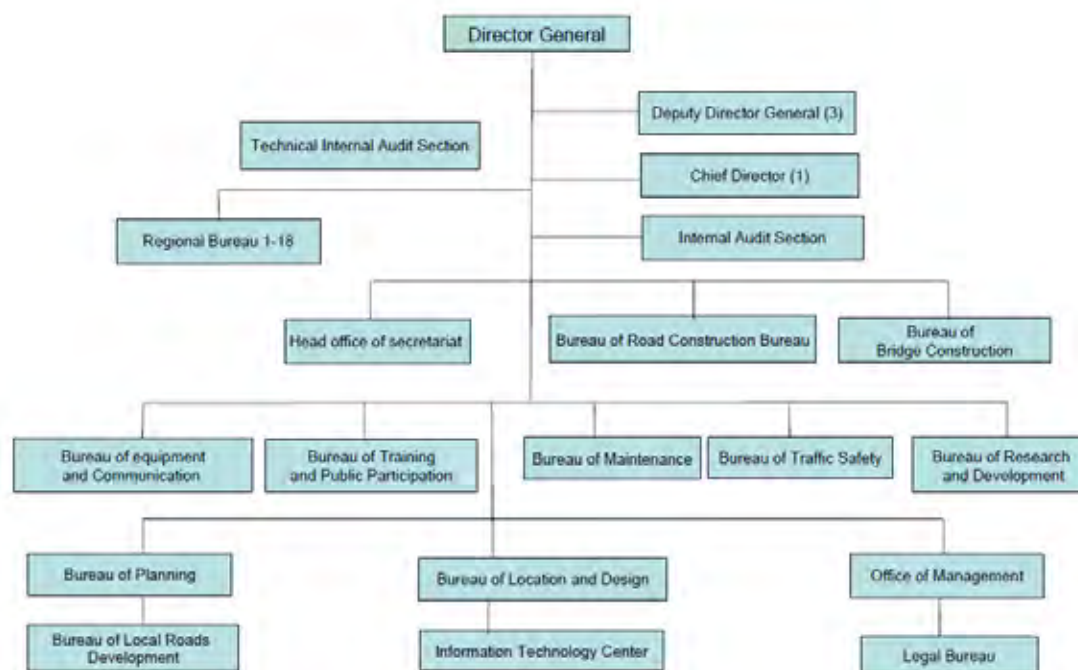 Director General
Deputy Director General (3)
Technical Internal Audit Section
Chief Director (1)
Regional Bureau 1-18
Internal Audit Section
Head office of secretariat
Bureau of Road Construction Bureau
Bureau of
Bridge Construction
Bureau of equipment
and Communication
Bureau of Training
and Public Participation
Bureau of Maintenance
Bureau of Traffic Safety
Bureau of Research
and Development
Bureau of Planning
Bureau of Location and Design
Office of Management
Bureau of Local Roads
Development
Information Technology Center
Legal Bureau